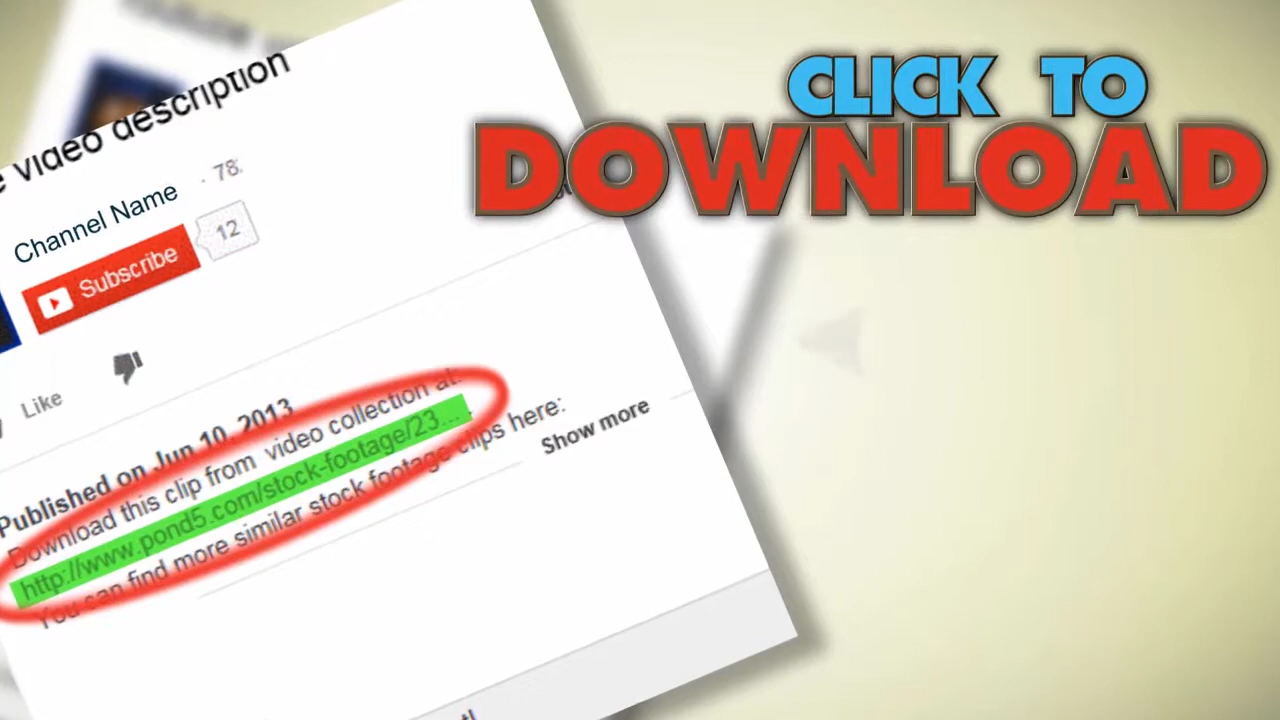 CLICK TO
DOWNLOAD
video description
Channel Name
78
Subscribe
12
Like
Published on Jun 10, 2013
Download this clip from video collection at:
http://www.pond5.com/stock-footage/23...
You can find more similar stock footage clips here:
Show more